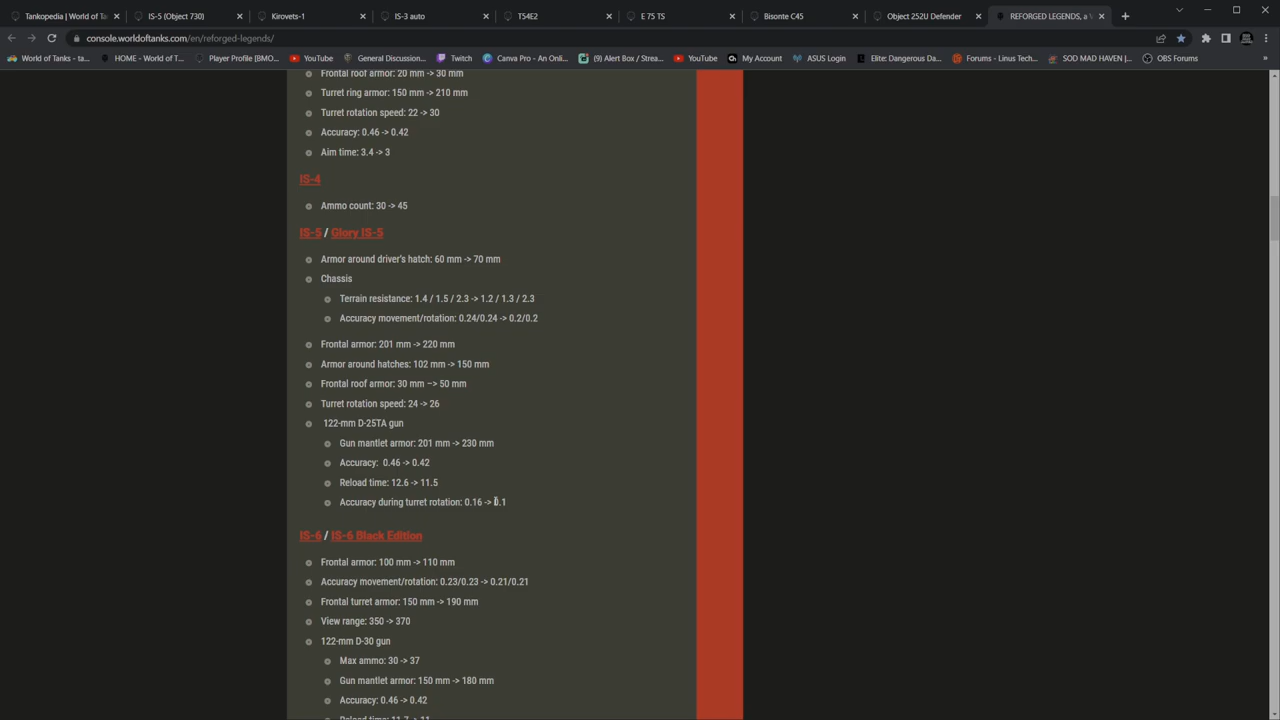 Tankopedia | World of Tan
IS-5 (Object 730)
Kirovets-1
IS-3 auto
T54E2
E 75 TS
Bisonte C45
Object 252U Defender
REFORGED LEGENDS, a
console.worldoftanks.com/en/reforged-legends/
World of Tanks - ta...
HOME - World of T...
Player Profile [BMO...
YouTube
General Discussion...
Twitch
Canva Pro - An Onli...
(9) Alert Box / Strea...
YouTube
My Account
ASUS Login
Elite: Dangerous Da...
Forums - Linus Tech...
SOD MAD HAVEN |...
OBS Forums
»
Frontal roof armor: 20 mm -> 30 mm
Turret ring armor: 150 mm -> 210 mm
Turret rotation speed: 22 -> 30
Accuracy: 0.46 -> 0.42
Aim time: 3.4 -> 3
IS-4
Ammo count: 30 -> 45
IS-5 / Glory IS-5
Armor around driver's hatch: 60 mm -> 70 mm
Chassis
Terrain resistance: 1.4 / 1.5 / 2.3 -> 1.2 / 1.3 / 2.3
Accuracy movement/rotation: 0.24/0.24 -> 0.2/0.2
Frontal armor: 201 mm -> 220 mm
Armor around hatches: 102 mm -> 150 mm
Frontal roof armor: 30 mm –> 50 mm
Turret rotation speed: 24 -> 26
122-mm D-25TA gun
Gun mantlet armor: 201 mm -> 230 mm
Accuracy: 0.46 -> 0.42
Reload time: 12.6 -> 11.5
Accuracy during turret rotation: 0.16 -> 0.1
IS-6 / IS-6 Black Edition
Frontal armor: 100 mm -> 110 mm
Accuracy movement/rotation: 0.23/0.23 -> 0.21/0.21
Frontal turret armor: 150 mm -> 190 mm
View range: 350 -> 370
122-mm D-30 gun
Max ammo: 30 -> 37
Gun mantlet armor: 150 mm -> 180 mm
Accuracy: 0.46 -> 0.42
Reload time: 11.7 -> 11